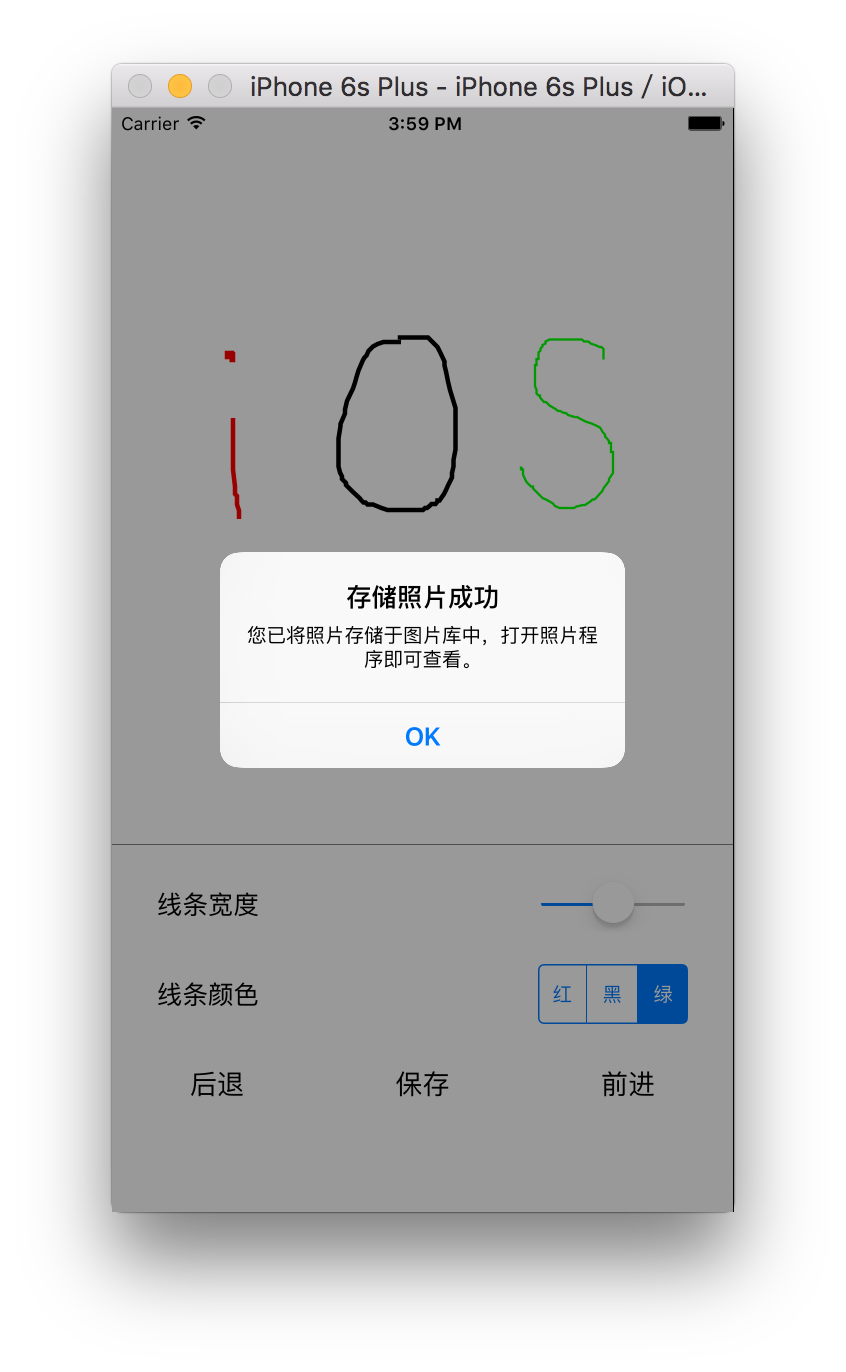 iPhone 6s Plus - iPhone 6s Plus / iO...
Carrier 3:59 PM
iOS
存储照片成功
您已将照片存储于图片库中，打开照片程
序即可查看。
OK
线条宽度
线条颜色 红 黑 绿
后退 保存 前进